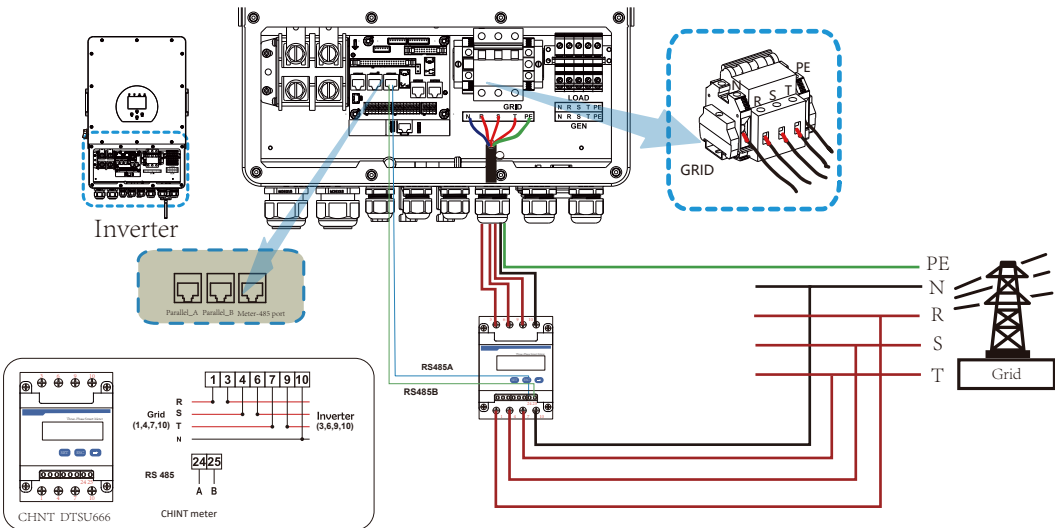 LOAD
N R S T PE
GEN
GRID
N R S T PE
PE
N
R S T
GRID
Inverter
Parallel_A Parallel_B Meter-485 port
PE
N
R
S
T
Grid
RS485A
RS485B
1 3 4 6 7 9 10
R
S
T
N
Grid
(1,4,7,10)
Inverter
(3,6,9,10)
24 25
RS 485
A B
CHNT DTSU666
CHINT meter